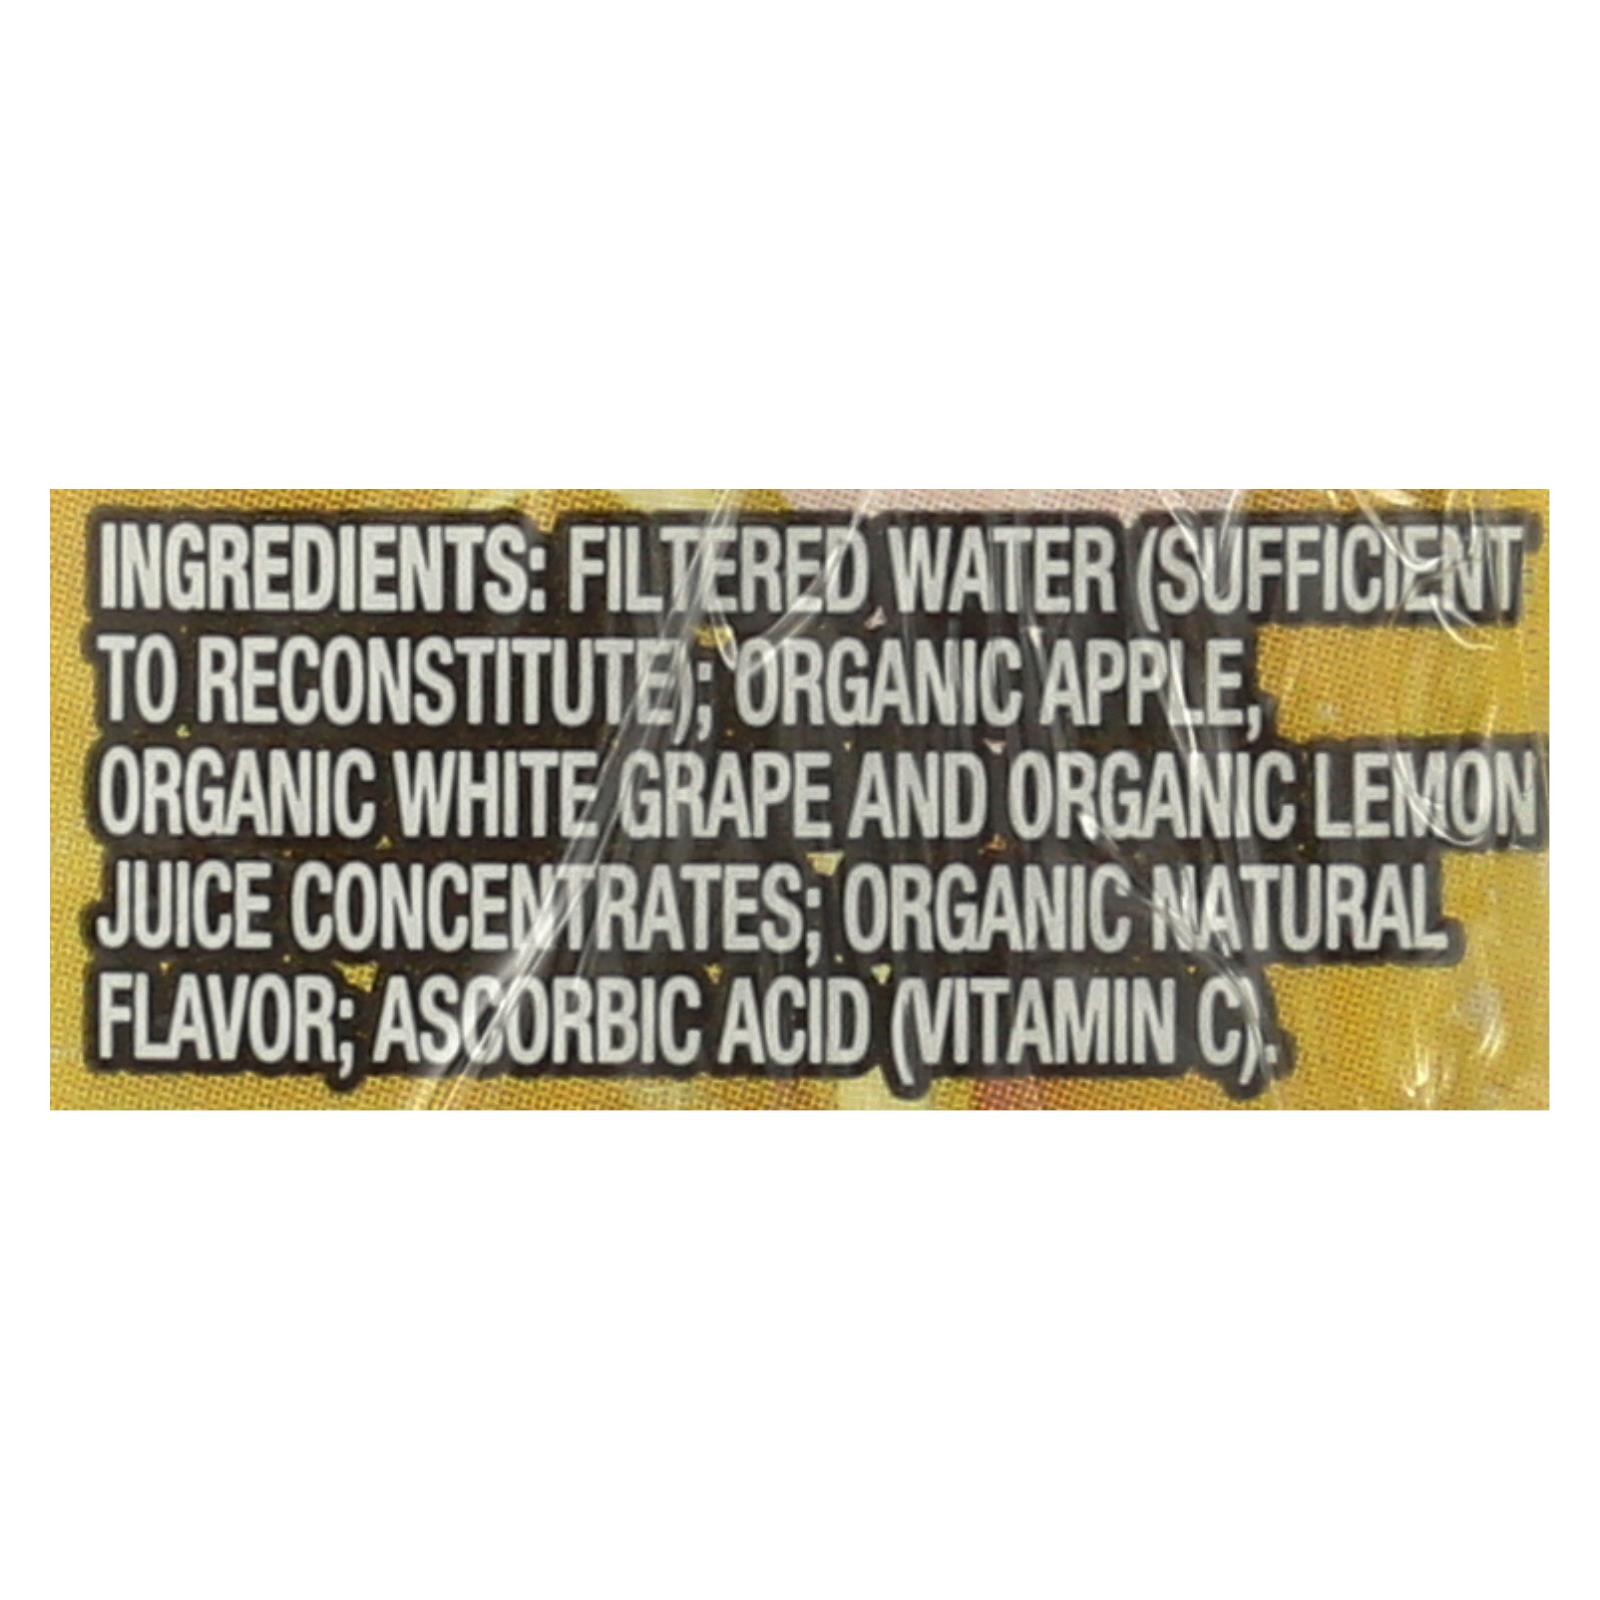 INGREDIENTS: FILTERED WATER (SUFFICIENT
TO RECONSTITUTE); ORGANIC APPLE,
ORGANIC WHITE GRAPE AND ORGANIC LEMON
JUICE CONCENTRATES; ORGANIC NATURAL
FLAVOR; ASCORBIC ACID (VITAMIN C).